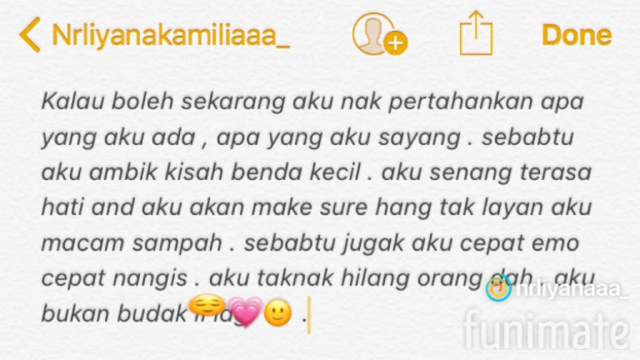 Nrliyanakamiliaaa_
Done
Kalau boleh sekarang aku nak pertahankan apa
yang aku ada , apa yang aku sayang . sebabtu
aku ambik kisah benda kecil . aku senang terasa
hati and aku akan make sure hang tak layan aku
macam sampah . sebabtu jugak aku cepat emo
cepat nangis . aku taknak hilang orang dah . aku
nrliyanaaa_
bukan budak .
funimate